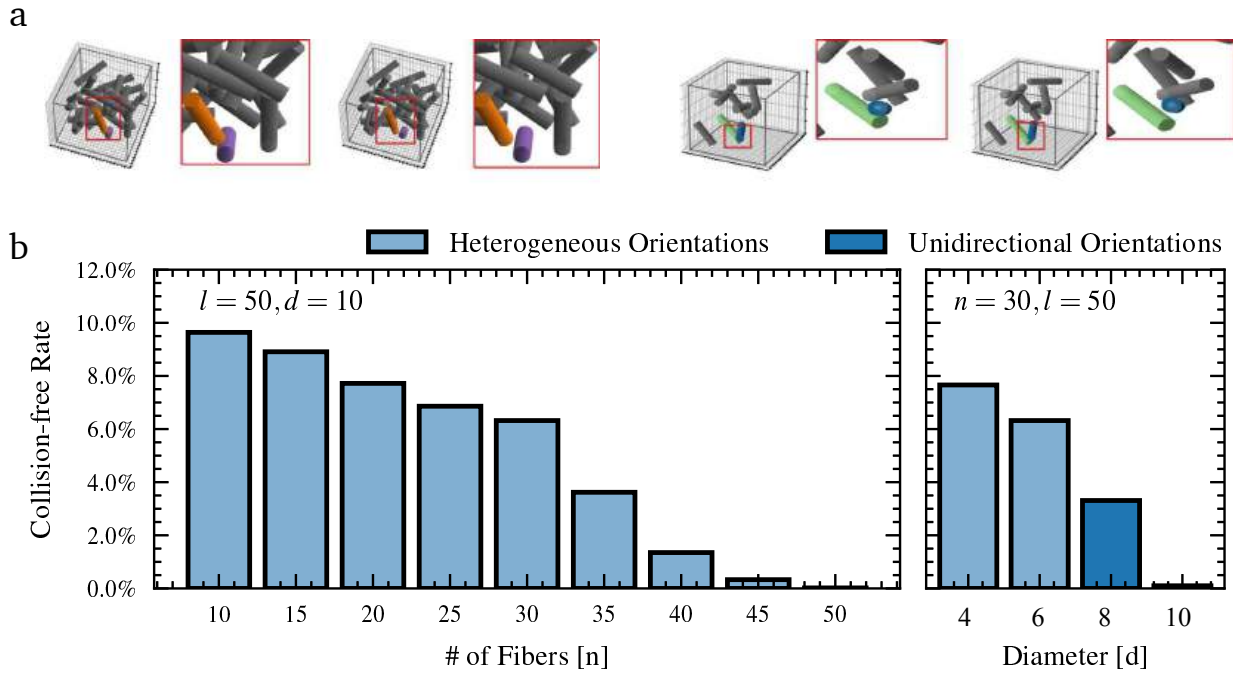 a
b
Heterogeneous Orientations
Unidirectional Orientations
l = 50, d = 10
n = 30, l = 50
Collision-free Rate
12.0%
10.0%
8.0%
6.0%
4.0%
2.0%
0.0%
10 15 20 25 30 35 40 45 50
4 6 8 10
# of Fibers [n]
Diameter [d]